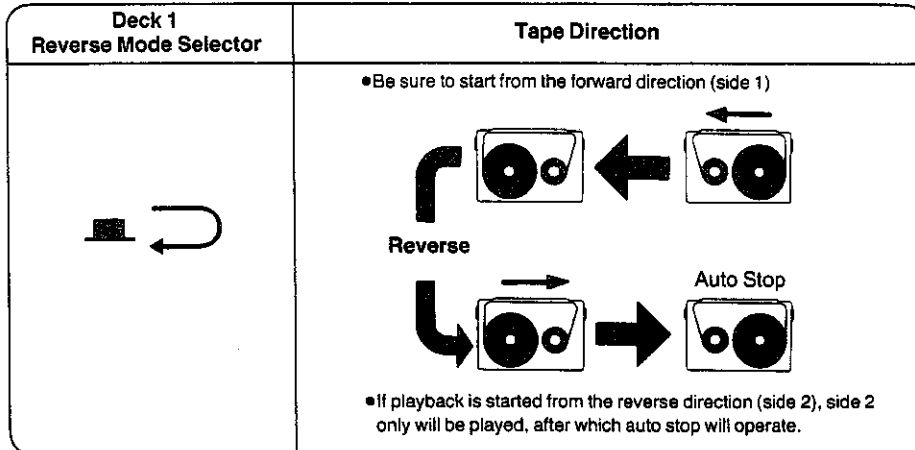 Deck 1
Reverse Mode Selector
Tape Direction
●Be sure to start from the forward direction (side 1)
Reverse
Auto Stop
●If playback is started from the reverse direction (side 2), side 2
only will be played, after which auto stop will operate.